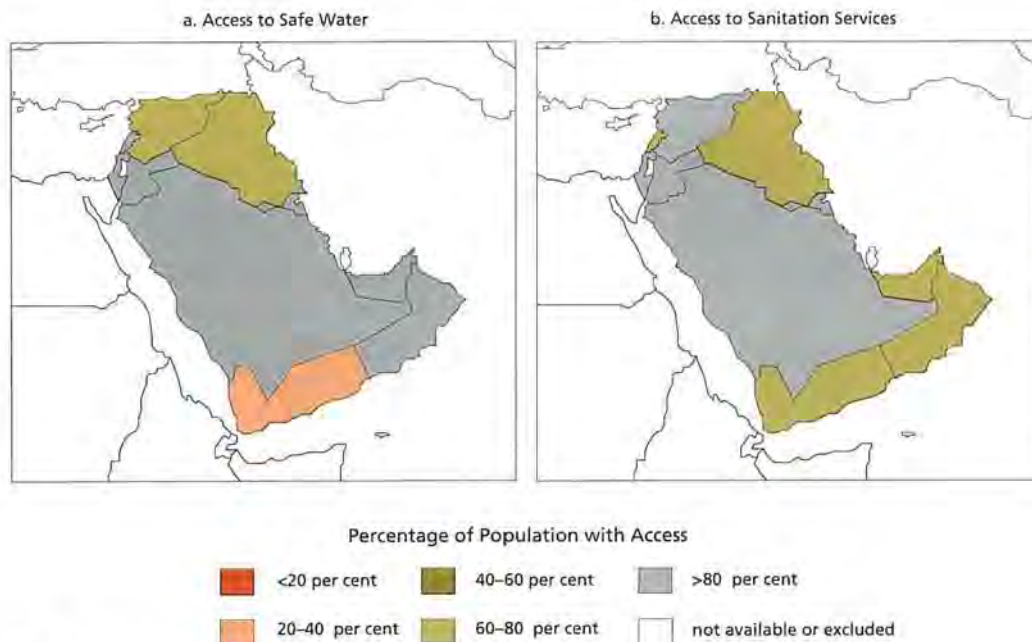 a. Access to Safe Water
b. Access to Sanitation Services
Percentage of Population with Access
<20 per cent
40–60 per cent
>80 per cent
20–40 per cent
60–80 per cent
not available or excluded